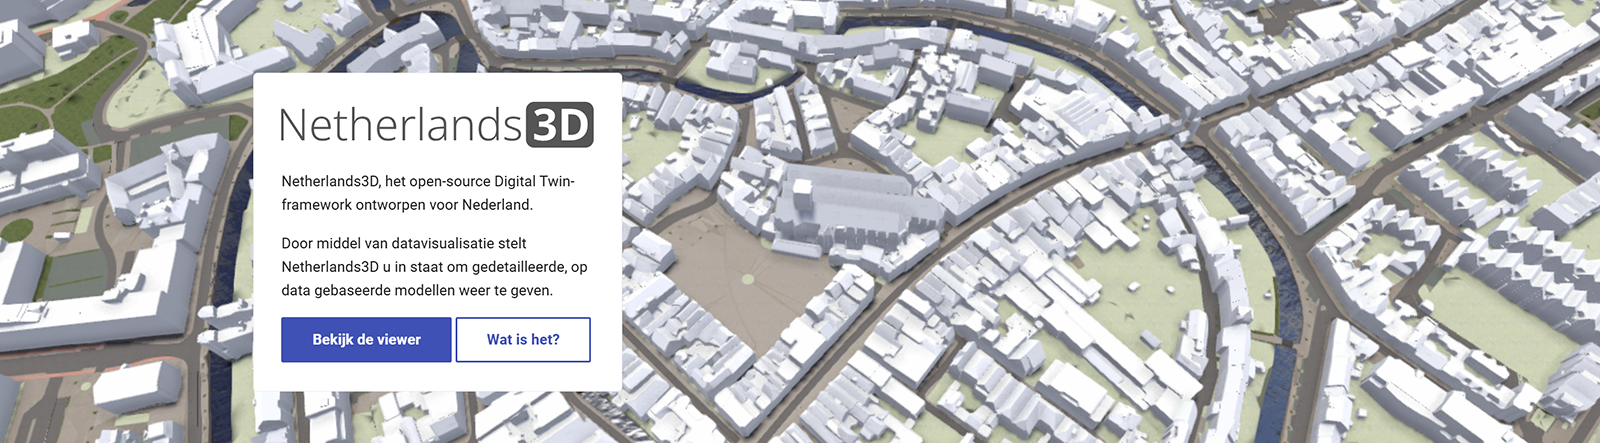 Netherlands3D
Netherlands3D, het open-source Digital Twin-
framework ontworpen voor Nederland.
Door middel van datavisualisatie stelt
Netherlands3D u in staat om gedetailleerde, op
data gebaseerde modellen weer te geven.
Bekijk de viewer
Wat is het?